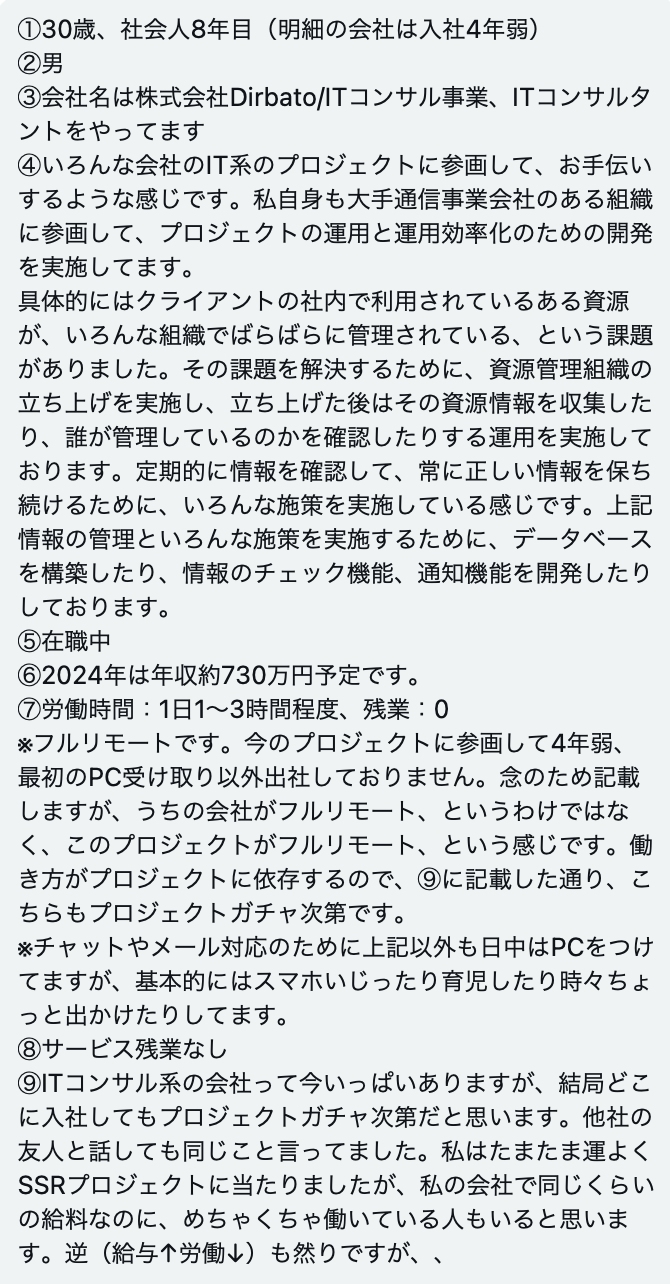 ①30歳、社会人8年目（明細の会社は入社4年弱）
②男
③会社名は株式会社Dirbato/ITコンサル事業、ITコンサルタ
ントをやってます
④いろんな会社のIT系のプロジェクトに参画して、お手伝い
するような感じです。私自身も大手通信事業会社のある組織
に参画して、プロジェクトの運用と運用効率化のための開発
を実施してます。
具体的にはクライアントの社内で利用されているある資源
が、いろんな組織でばらばらに管理されている、という課題
がありました。その課題を解決するために、資源管理組織の
立ち上げを実施し、立ち上げた後はその資源情報を収集した
り、誰が管理しているのかを確認したりする運用を実施して
おります。定期的に情報を確認して、常に正しい情報を保ち
続けるために、いろんな施策を実施している感じです。上記
情報の管理といろんな施策を実施するために、データベース
を構築したり、情報のチェック機能、通知機能を開発したり
しております。
⑤在職中
⑥2024年は年収約730万円予定です。
⑦労働時間：1日1〜3時間程度、残業：0
※フルリモートです。今のプロジェクトに参画して4年弱、
最初のPC受け取り以外出社しておりません。念のため記載
しますが、うちの会社がフルリモート、というわけではな
く、このプロジェクトがフルリモート、という感じです。働
き方がプロジェクトに依存するので、⑨に記載した通り、こ
ちらもプロジェクトガチャ次第です。
※チャットやメール対応のために上記以外も日中はPCをつけ
てますが、基本的にはスマホいじったり育児したり時々ちょ
っと出かけたりしてます。
⑧サービス残業なし
⑨ITコンサル系の会社って今いっぱいありますが、結局どこ
に入社してもプロジェクトガチャ次第だと思います。他社の
友人と話しても同じこと言ってました。私はたまたま運よく
SSRプロジェクトに当たりましたが、私の会社で同じくらい
の給料なのに、めちゃくちゃ働いている人もいると思いま
す。逆（給与↑労働↓）も然りですが、、